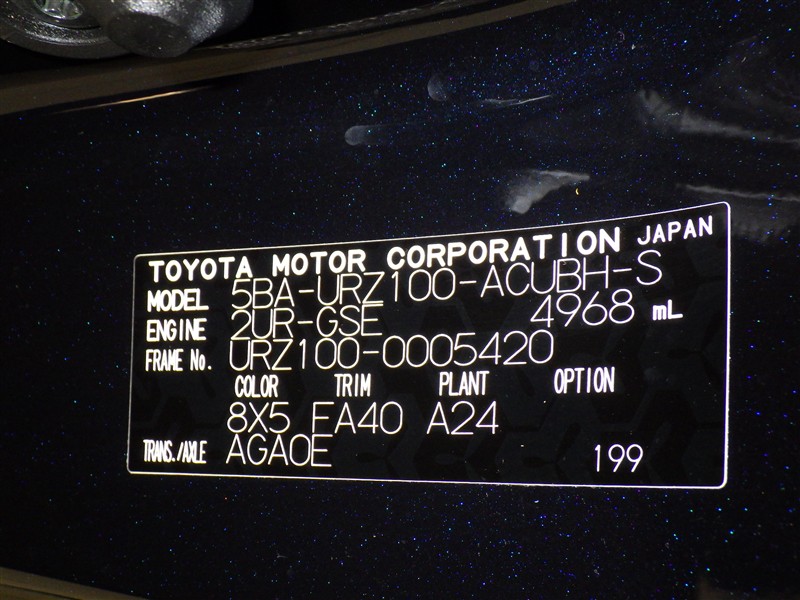 TOYOTA MOTOR CORPORATION JAPAN
MODEL 5BA-URZ100-ACUBH-S
ENGINE 2UR-GSE 4968 mL
FRAME No. URZ100-0005420
COLOR TRIM PLANT OPTION
8X5 FA40 A24
TRANS./AXLE AGA0E 199